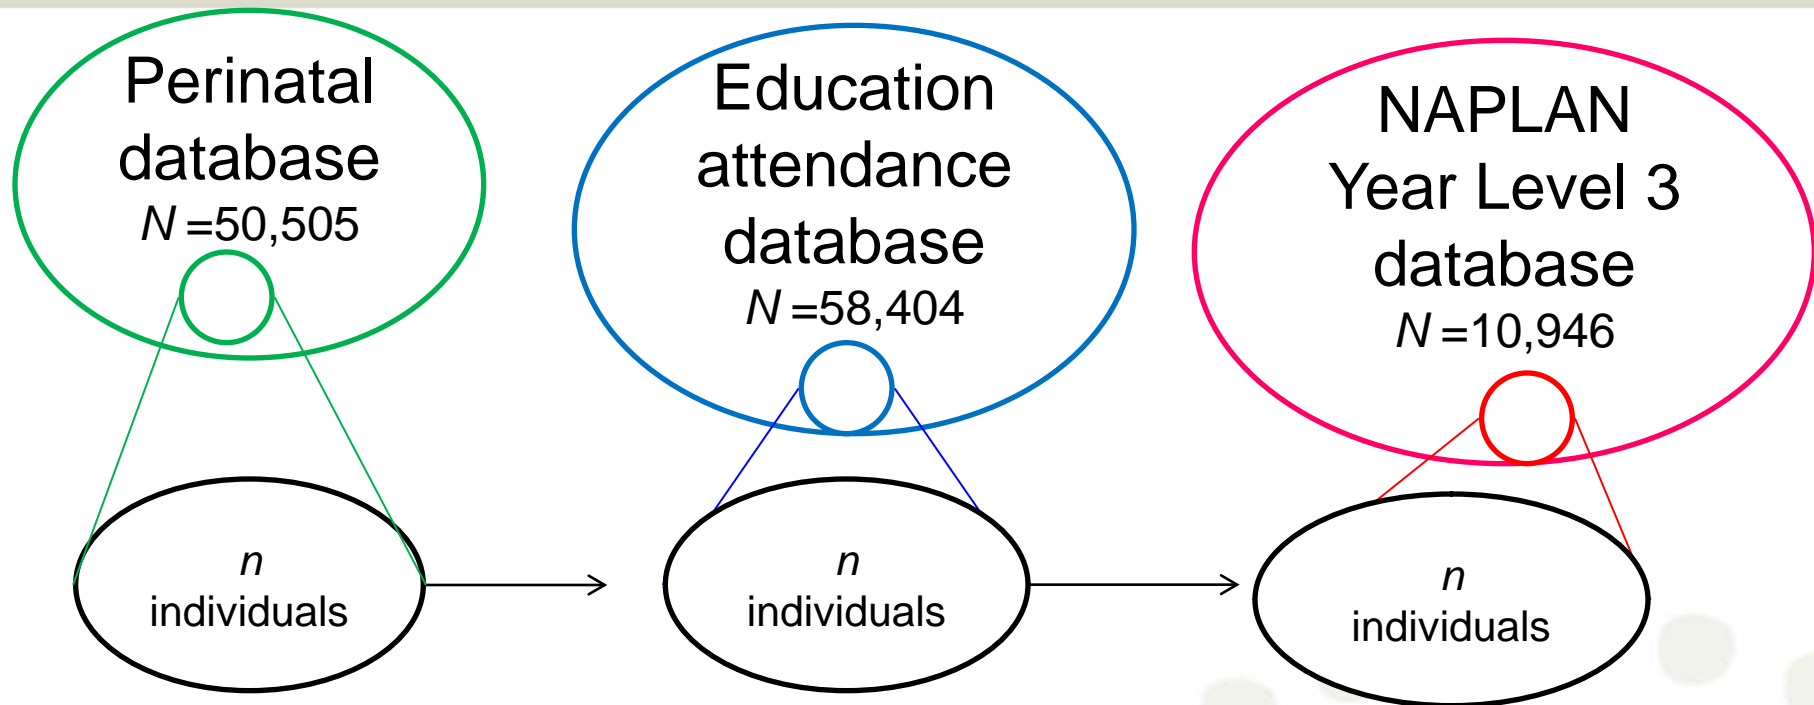 Perinatal
database
N =50,505
Education
attendance
database
N =58,404
NAPLAN
Year Level 3
database
N =10,946
n
individuals
n
individuals
n
individuals